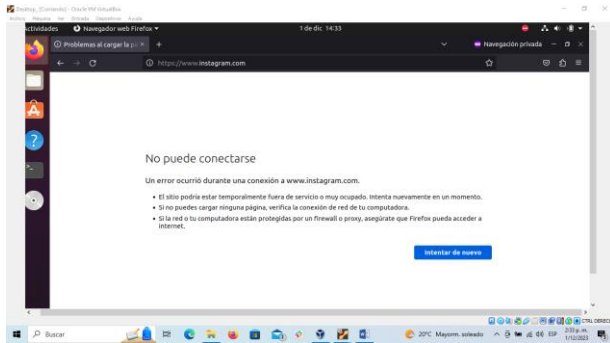 Actividades
Navegador web Firefox
1 de dic 14:33
Problemas al cargar la pá
Navegación privada
https://www.instagram.com
No puede conectarse
Un error ocurrió durante una conexión a www.instagram.com.
El sitio podría estar temporalmente fuera de servicio o muy ocupado. Intenta nuevamente en un momento.
Si no puedes cargar ninguna página, verifica la conexión de red de tu computadora.
Si la red o tu computadora están protegidas por un firewall o proxy, asegúrate que Firefox pueda acceder a
internet.
Intentar de nuevo
Buscar
20°C Mayorm. soleado
ESP
2:33 p. m.
1/12/2023